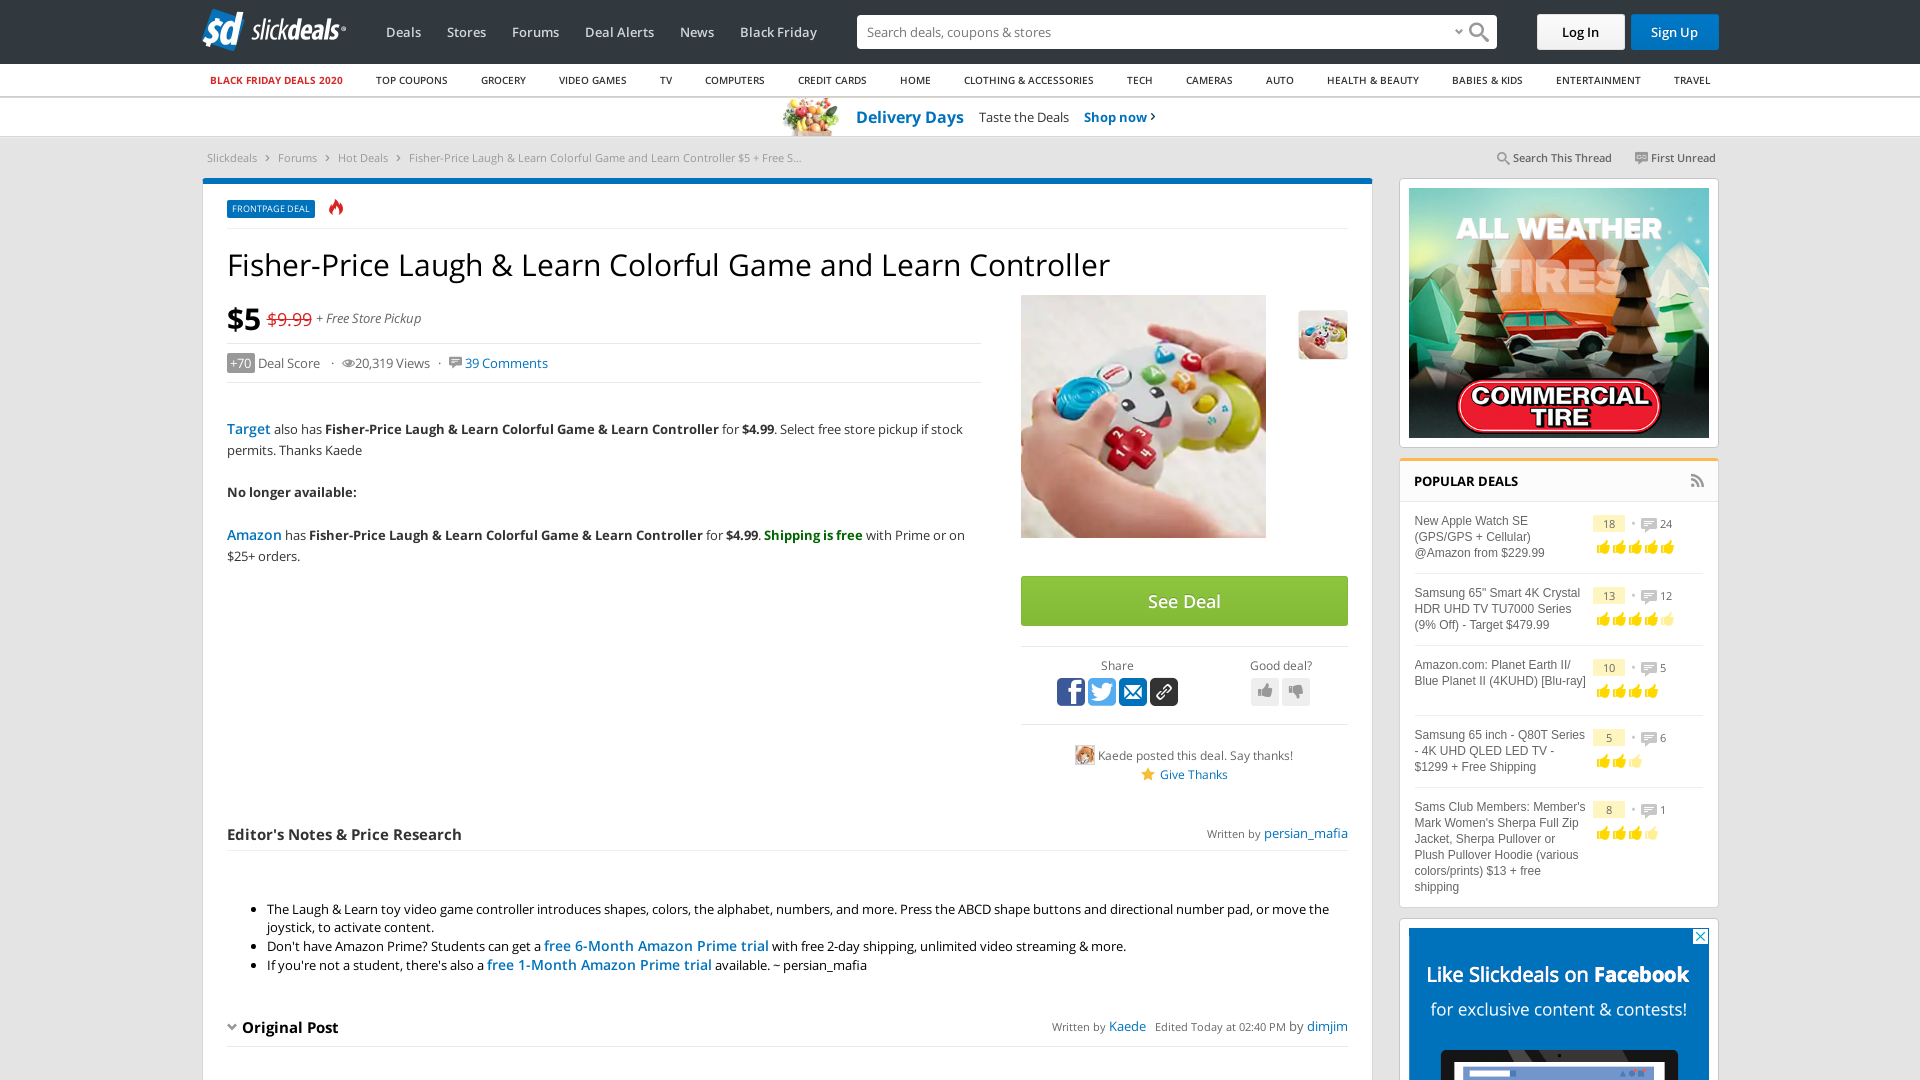 sd slickdeals
Deals Stores Forums Deal Alerts News Black Friday
Search deals, coupons & shopping
Log In
Sign Up
BLACK FRIDAY DEALS 2020 TOP COUPONS GROCERY VIDEO GAMES TV COMPUTERS CREDIT CARDS HOME CLOTHING & ACCESSORIES TECH CAMERAS AUTO HEALTH & BEAUTY BABIES & KIDS ENTERTAINMENT TRAVEL
Delivery Days Taste the Deals Shop now ›
Slickdeals › Forums › Hot Deals › Fisher-Price Laugh & Learn Colorful Game and Learn Controller $5 + Free S...
Search This Thread First Unread
FRONTPAGE DEAL
Fisher-Price Laugh & Learn Colorful Game and Learn Controller
$5 $9.99 + Free Store Pickup
+70 Deal Score · 20,319 Views · 39 Comments
Target also has Fisher-Price Laugh & Learn Colorful Game & Learn Controller for $4.99. Select free store pickup if stock
permits. Thanks Kaede
No longer available:
Amazon has Fisher-Price Laugh & Learn Colorful Game & Learn Controller for $4.99. Shipping is free with Prime or on
$25+ orders.
See Deal
Share
Good deal?
Kaede posted this deal. Say thanks!
Give Thanks
Editor's Notes & Price Research
Written by persian_mafia
• The Laugh & Learn toy video game controller introduces shapes, colors, the alphabet, numbers, and more. Press the ABCD shape buttons and directional number pad, or move the
joystick, to activate content.
• Don't have Amazon Prime? Students can get a free 6-Month Amazon Prime trial with free 2-day shipping, unlimited video streaming & more.
• If you're not a student, there's also a free 1-Month Amazon Prime trial available. ~ persian_mafia
Original Post
Written by Kaede Edited Today at 02:40 PM by dimjim
ALL WEATHER
TIRES
COMMERCIAL
TIRE
POPULAR DEALS
New Apple Watch SE
(GPS/GPS + Cellular)
@Amazon from $229.99
18 • 24
Samsung 65" Smart 4K Crystal
HDR UHD TV TU7000 Series
(9% Off) - Target $479.99
13 • 12
Amazon.com: Planet Earth II/
Blue Planet II (4KUHD) [Blu-ray]
10 • 5
Samsung 65 inch - Q80T Series
- 4K UHD QLED LED TV -
$1299 + Free Shipping
5 • 6
Sams Club Members: Member's
Mark Women's Sherpa Full Zip
Jacket, Sherpa Pullover or
Plush Pullover Hoodie (various
colors/prints) $13 + free
shipping
8 • 1
Like Slickdeals on Facebook
for exclusive content & contests!